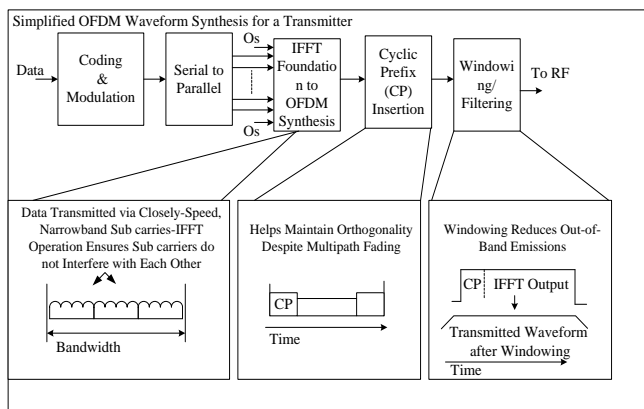 Simplified OFDM Waveform Synthesis for a Transmitter
Data
Coding
&
Modulation
Serial to
Parallel
Os
Os
IFFT
Foundatio
n to
OFDM
Synthesis
Cyclic
Prefix
(CP)
Insertion
Windowi
ng/
Filtering
To RF
Data Transmitted via Closely-Speed,
Narrowband Sub carries-IFFT
Operation Ensures Sub carriers do
not Interfere with Each Other
Bandwidth
Helps Maintain Orthogonality
Despite Multipath Fading
CP
Time
Windowing Reduces Out-of-
Band Emissions
CP
IFFT Output
Transmitted Waveform
after Windowing
Time